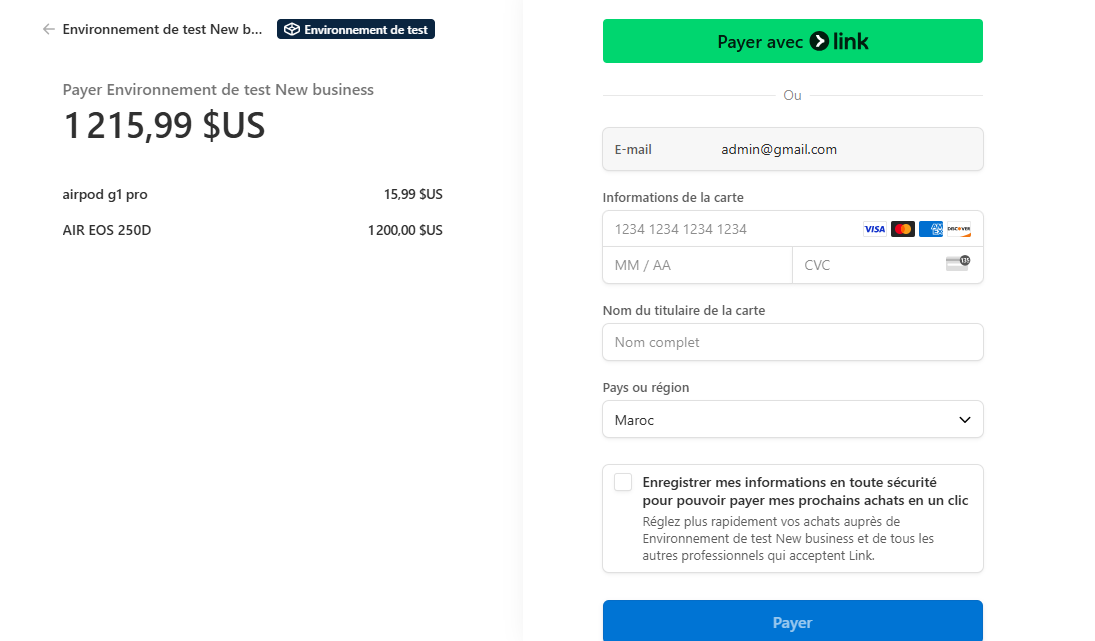 Environnement de test New b... Environnement de test
Payer Environnement de test New business
1 215,99 $US
airpod g1 pro 15,99 $US
AIR EOS 250D 1 200,00 $US
Payer avec link
Ou
E-mail admin@gmail.com
Informations de la carte
1234 1234 1234 1234 VISA AMEX DISCOVER
MM / AA CVC
Nom du titulaire de la carte
Nom complet
Pays ou région
Maroc
Enregistrer mes informations en toute sécurité
pour pouvoir payer mes prochains achats en un clic
Réglez plus rapidement vos achats auprès de
Environnement de test New business et de tous les
autres professionnels qui acceptent Link.
Payer